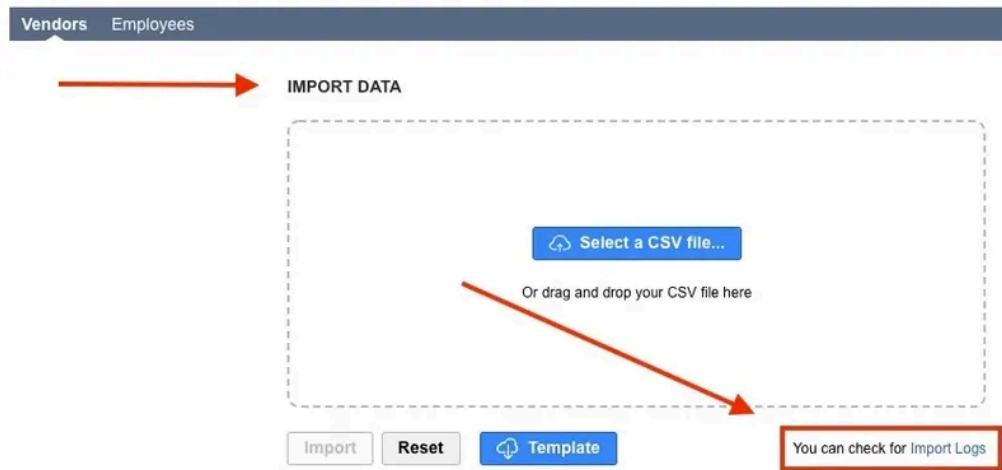 Vendors Employees
IMPORT DATA
Select a CSV file...
Or drag and drop your CSV file here
Import Reset Template You can check for Import Logs